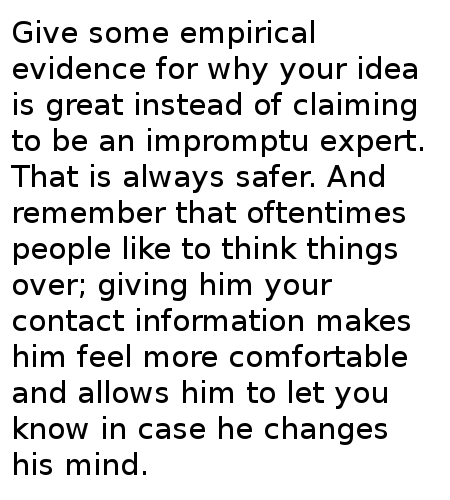 Give some empirical
evidence for why your idea
is great instead of claiming
to be an impromptu expert.
That is always safer. And
remember that oftentimes
people like to think things
over; giving him your
contact information makes
him feel more comfortable
and allows him to let you
know in case he changes
his mind.